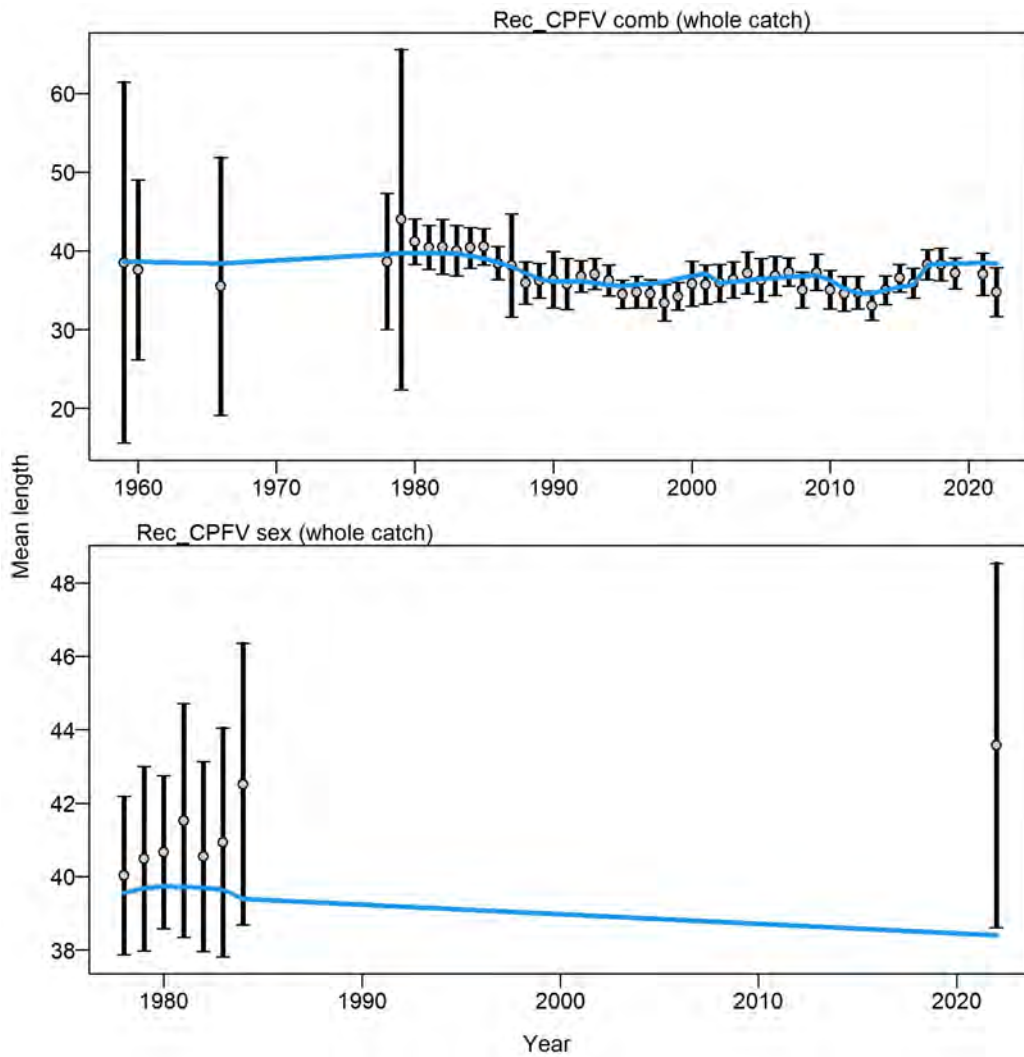 Rec_CPFV comb (whole catch)
60
50
40
30
20
1960 1970 1980 1990 2000 2010 2020
Mean length
Rec_CPFV sex (whole catch)
48
46
44
42
40
38
1980 1990 2000 2010 2020
Year